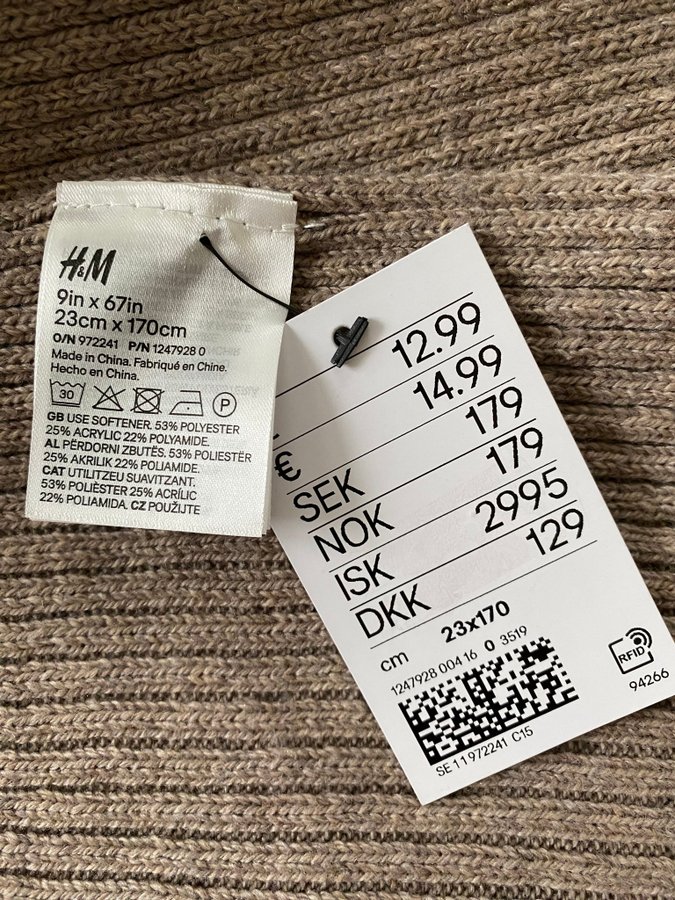 H&M
9in x 67in
23cm x 170cm
O/N 972241 P/N 1247928 0
Made in China. Fabriqué en Chine.
Hecho en China.
30
P
GB USE SOFTENER. 53% POLYESTER
25% ACRYLIC 22% POLYAMIDE.
AL PËRDORNI ZBUTËS. 53% POLIESTËR
25% AKRILIK 22% POLIAMIDE.
CAT UTILITZEU SUAVITZANT.
53% POLIÈSTER 25% ACRÍLIC
22% POLIAMIDA. CZ POUŽIJTE
12.99
14.99
€ 179
SEK 179
NOK 2995
ISK 129
DKK
cm 23x170
1247928 004 16 0 3519
SE 1 1 972241 C15
RFID
94266